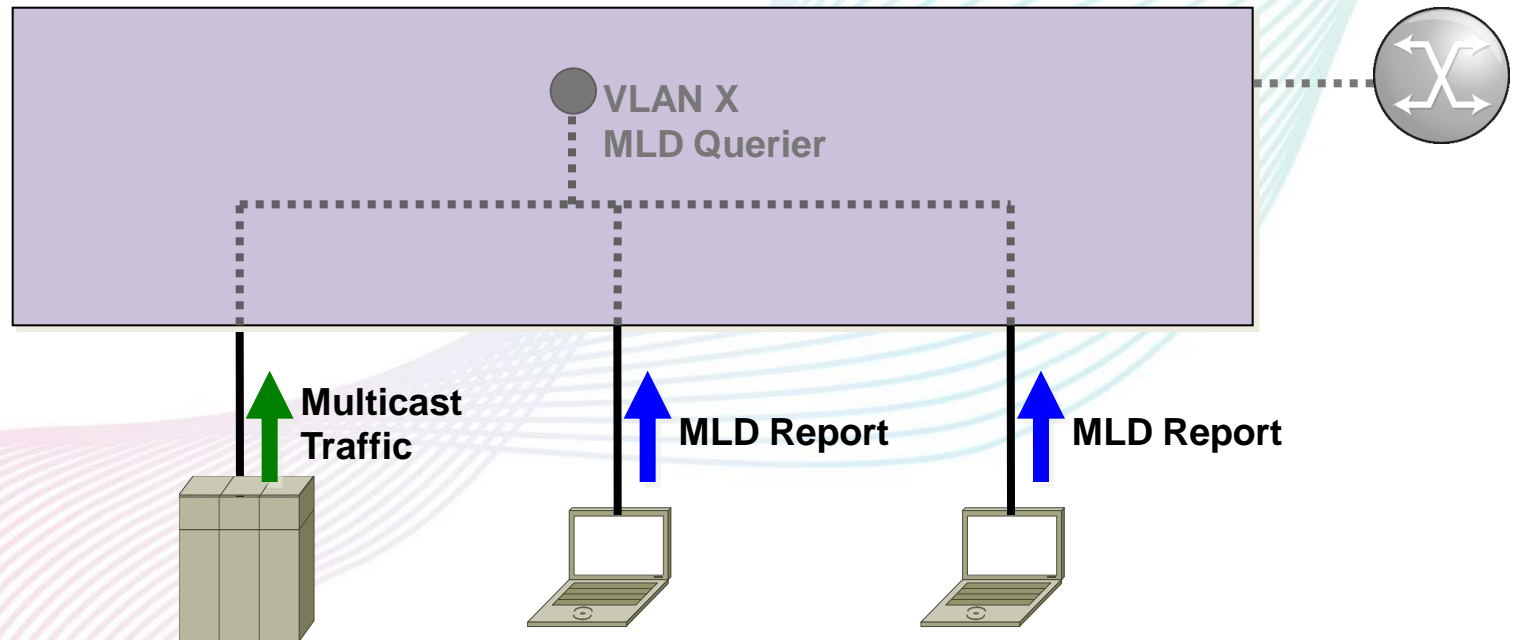 VLAN X
MLD Querier
Multicast
Traffic
MLD Report
MLD Report